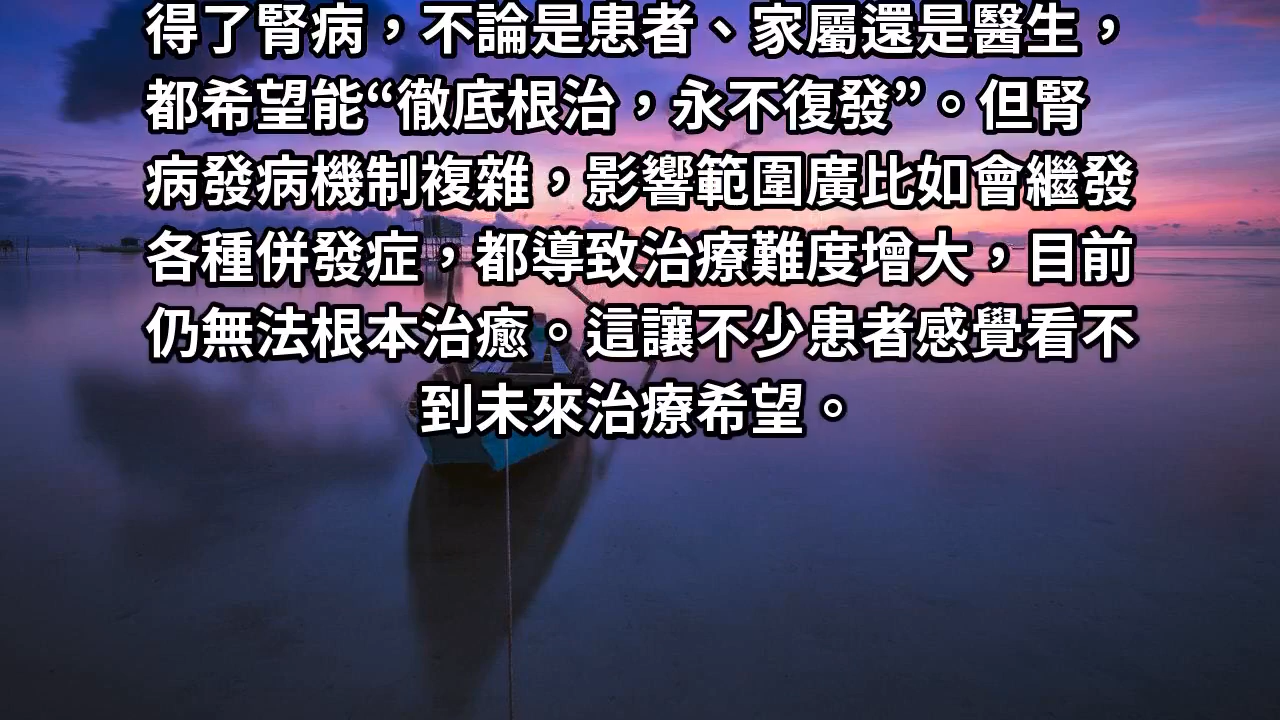 得了腎病，不論是患者、家屬還是醫生，
都希望能“徹底根治，永不復發”。但腎
病發病機制複雜，影響範圍廣比如會繼發
各種併發症，都導致治療難度增大，目前
仍無法根本治癒。這讓不少患者感覺看不
到未來治療希望。